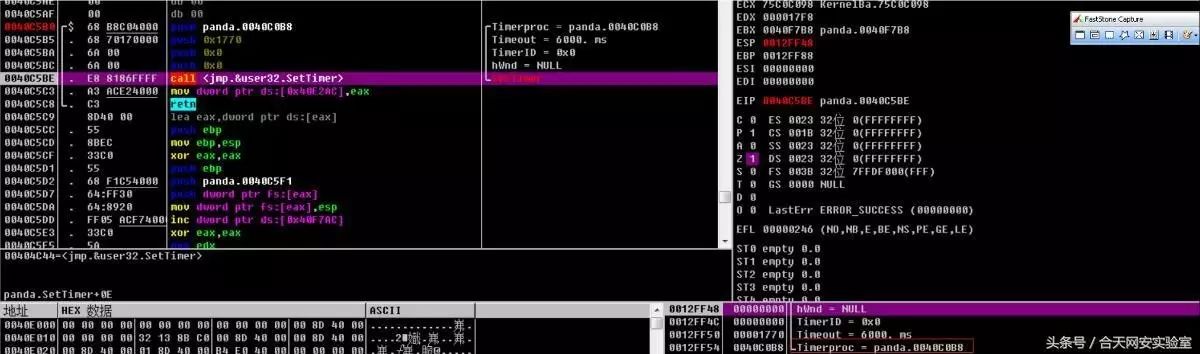 0040C5AE 00 db 00
0040C5AF 00 db 00
0040C5B0 $ 68 B8C04000 push panda.0040C0B8 Timerproc = panda.0040C0B8
0040C5B5 . 68 70170000 push 0x1770 Timeout = 6000. ms
0040C5BA . 6A 00 push 0x0 TimerID = 0x0
0040C5BC . 6A 00 push 0x0 hWnd = NULL
0040C5BE . E8 8186FFFF call <jmp.&user32.SetTimer> SetTimer
0040C5C3 . A3 ACE24000 mov dword ptr ds:[0x40E2AC],eax
0040C5C8 . C3 retn
0040C5C9 8D40 00 lea eax,dword ptr ds:[eax]
0040C5CC . 55 push ebp
0040C5CD . 8BEC mov ebp,esp
0040C5CF . 33C0 xor eax,eax
0040C5D1 . 55 push ebp
0040C5D2 . 68 F1C54000 push panda.0040C5F1
0040C5D7 . 64:FF30 push dword ptr fs:[eax]
0040C5DA . 64:8920 mov dword ptr fs:[eax],esp
0040C5DD . FF05 ACF74000 inc dword ptr ds:[0x40F7AC]
0040C5E3 . 33C0 xor eax,eax
0040C5E5 . 5A pop edx
00404C44=<jmp.&user32.SetTimer>
panda.SetTimer+0E
地址 HEX 数据 ASCII
0040E000 00 00 00 00 00 00 00 00 00 00 00 00 00 8D 40 00
0040E010 00 00 00 00 32 13 8B C0 00 8D 40 00 00 8D 40 00
0040E020 00 8D 40 00 01 8D 40 00 B4 E0 40 00 00 00 00 00
ECX 75C0C098 KernelBa.75C0C098
EDX 000017F8
EBX 0040F7B8 panda.0040F7B8
ESP 0012FF48
EBP 0012FF88
ESI 00000000
EDI 00000000
EIP 0040C5BE panda.0040C5BE
C 0 ES 0023 32位 0(FFFFFFFF)
P 1 CS 001B 32位 0(FFFFFFFF)
A 0 SS 0023 32位 0(FFFFFFFF)
Z 1 DS 0023 32位 0(FFFFFFFF)
S 0 FS 003B 32位 7FFDF000(FFF)
T 0 GS 0000 NULL
D 0
O 0 LastErr ERROR_SUCCESS (00000000)
EFL 00000246 (NO,NB,E,BE,NS,PE,GE,LE)
ST0 empty 0.0
ST1 empty 0.0
ST2 empty 0.0
ST3 empty 0.0
ST4 empty 0.0
FastStone Capture
0012FF48 00000000 hWnd = NULL
0012FF4C 00000000 TimerID = 0x0
0012FF50 00001770 Timeout = 6000. ms
0012FF54 0040C0B8 Timerproc = panda.0040C0B8
头条号 / 合天网安实验室